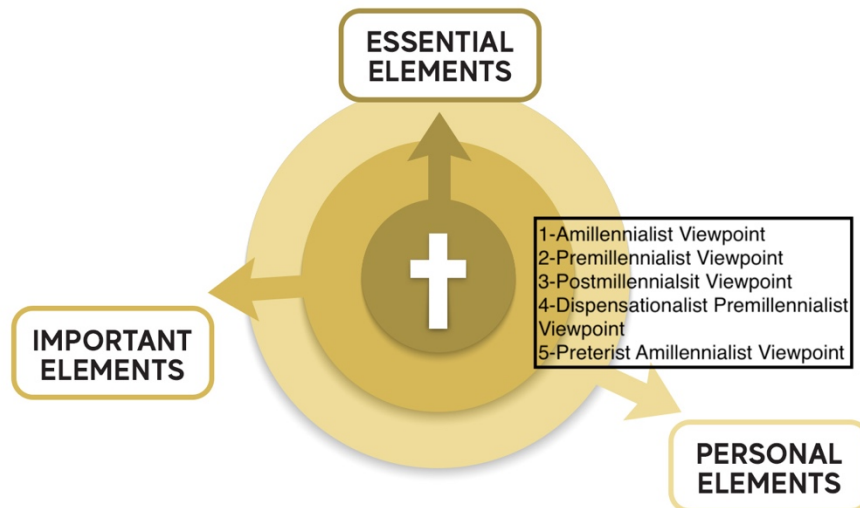 ESSENTIAL
ELEMENTS
1-Amillennialist Viewpoint
2-Premillennialist Viewpoint
3-Postmillennialsit Viewpoint
4-Dispensationalist Premillennialist
Viewpoint
5-Preterist Amillennialist Viewpoint
IMPORTANT
ELEMENTS
PERSONAL
ELEMENTS